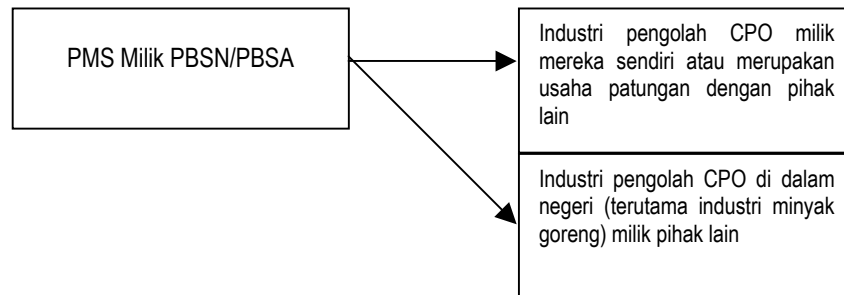 PMS Milik PBSN/PBSA
Industri pengolah CPO milik
mereka sendiri atau merupakan
usaha patungan dengan pihak
lain
Industri pengolah CPO di dalam
negeri (terutama industri minyak
goreng) milik pihak lain